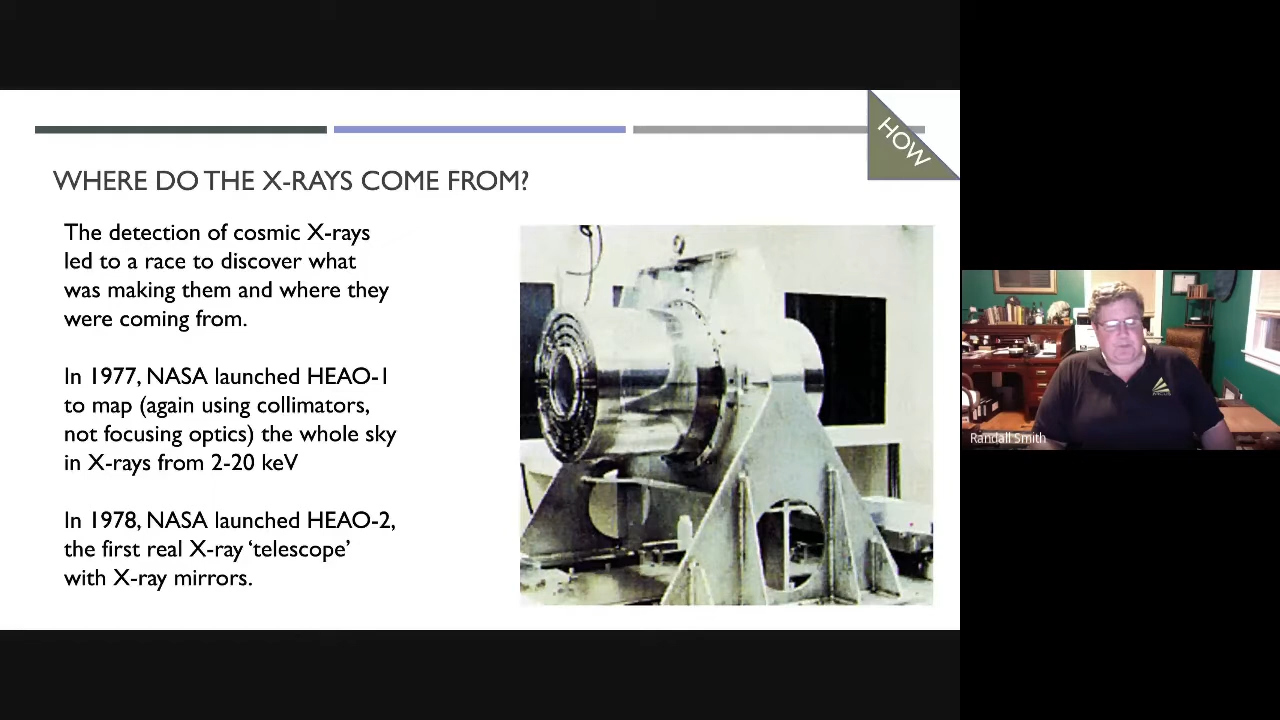 HOW
WHERE DO THE X-RAYS COME FROM?
The detection of cosmic X-rays
led to a race to discover what
was making them and where they
were coming from.
In 1977, NASA launched HEAO-1
to map (again using collimators,
not focusing optics) the whole sky
in X-rays from 2-20 keV
In 1978, NASA launched HEAO-2,
the first real X-ray ‘telescope’
with X-ray mirrors.
Randall Smith